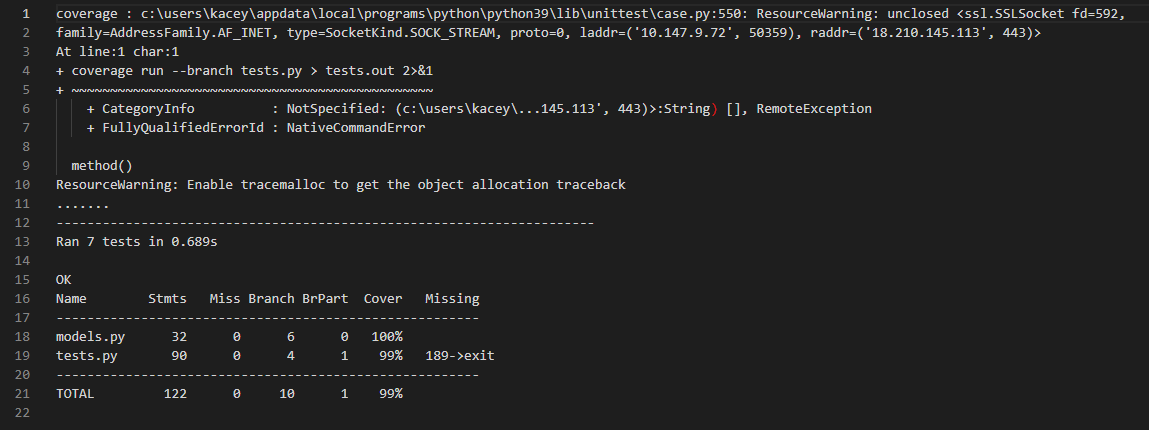 1 coverage : c:\users\kacey\appdata\local\programs\python\python39\lib\unittest\case.py:550: ResourceWarning: unclosed <ssl.SSLSocket fd=592,
2 family=AddressFamily.AF_INET, type=SocketKind.SOCK_STREAM, proto=0, laddr=('10.147.9.72', 50359), raddr=('18.210.145.113', 443)>
3 At line:1 char:1
4 + coverage run --branch tests.py > tests.out 2>&1
5 + ~~~~~~~~~~~~~~~~~~~~~~~~~~~~~~~~~~~~~~~~~~~~~~~
6     + CategoryInfo          : NotSpecified: (c:\users\kacey\...145.113', 443)>:String) [], RemoteException
7     + FullyQualifiedErrorId : NativeCommandError
8
9   method()
10 ResourceWarning: Enable tracemalloc to get the object allocation traceback
11 .......
12 ----------------------------------------------------------------------
13 Ran 7 tests in 0.689s
14
15 OK
16 Name        Stmts   Miss Branch BrPart  Cover   Missing
17 -------------------------------------------------------
18 models.py      32      0      6      0   100%
19 tests.py       90      0      4      1    99%   189->exit
20 -------------------------------------------------------
21 TOTAL         122      0     10      1    99%
22